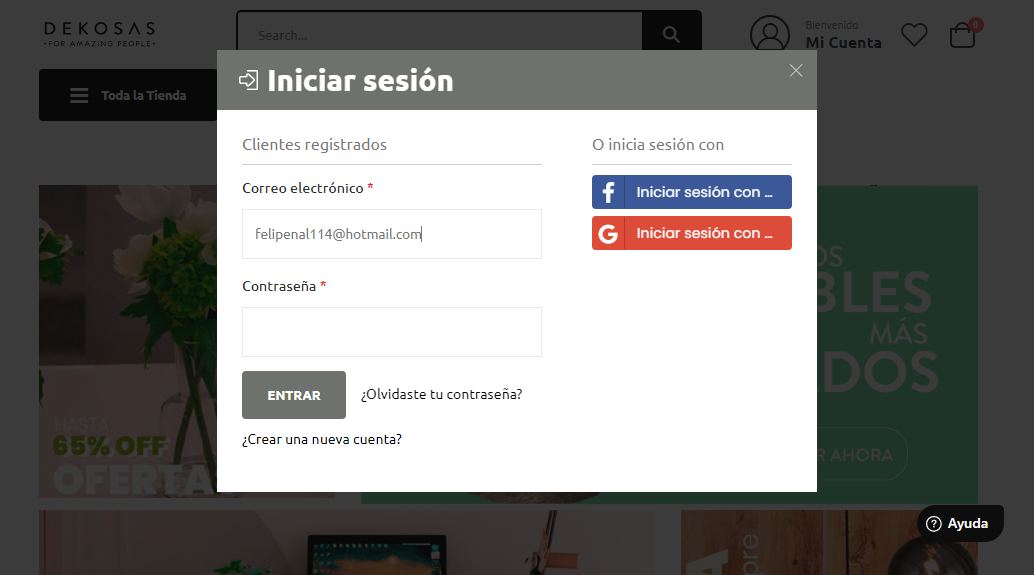 DEKOSAS
•FOR AMAZING PEOPLE•
Search...
Bienvenido
Mi Cuenta
0
Toda la Tienda
Iniciar sesión
Clientes registrados
O inicia sesión con
Correo electrónico *
Iniciar sesión con ...
felipenal114@hotmail.com
Iniciar sesión con ...
Contraseña *
ENTRAR
¿Olvidaste tu contraseña?
¿Crear una nueva cuenta?
HASTA
65% OFF
OFERTA
OS
BLES
MÁS
DOS
R AHORA
Ayuda